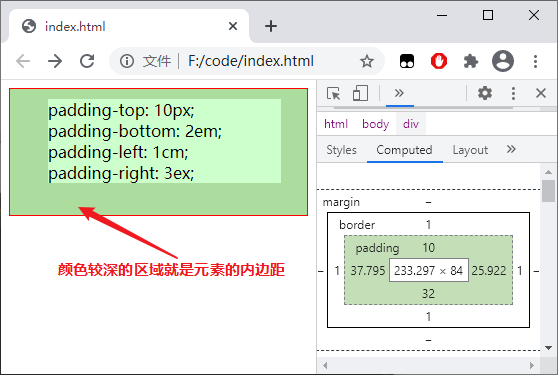 index.html
文件 F:/code/index.html
html body div
Styles Computed Layout
padding-top: 10px;
padding-bottom: 2em;
padding-left: 1cm;
padding-right: 3ex;
颜色较深的区域就是元素的内边距
margin –
border 1
padding 10
– 1 37.795 233.297 × 84 25.922 1 –
32
1
–